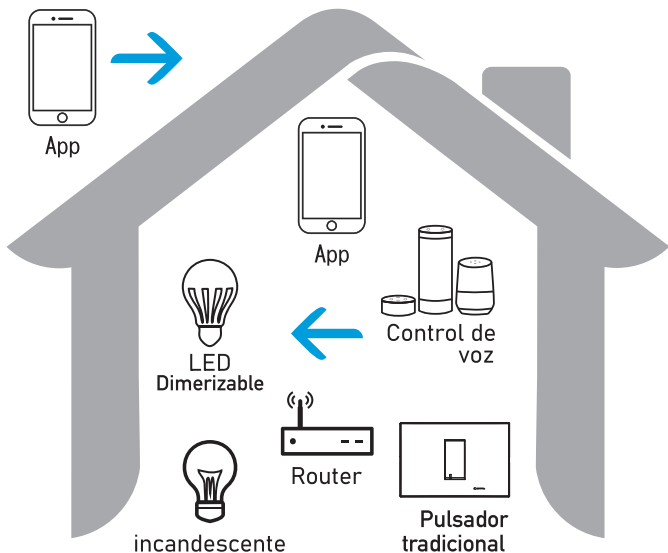 App
App
Control de
voz
LED
Dimerizable
Router
Pulsador
tradicional
incandescente